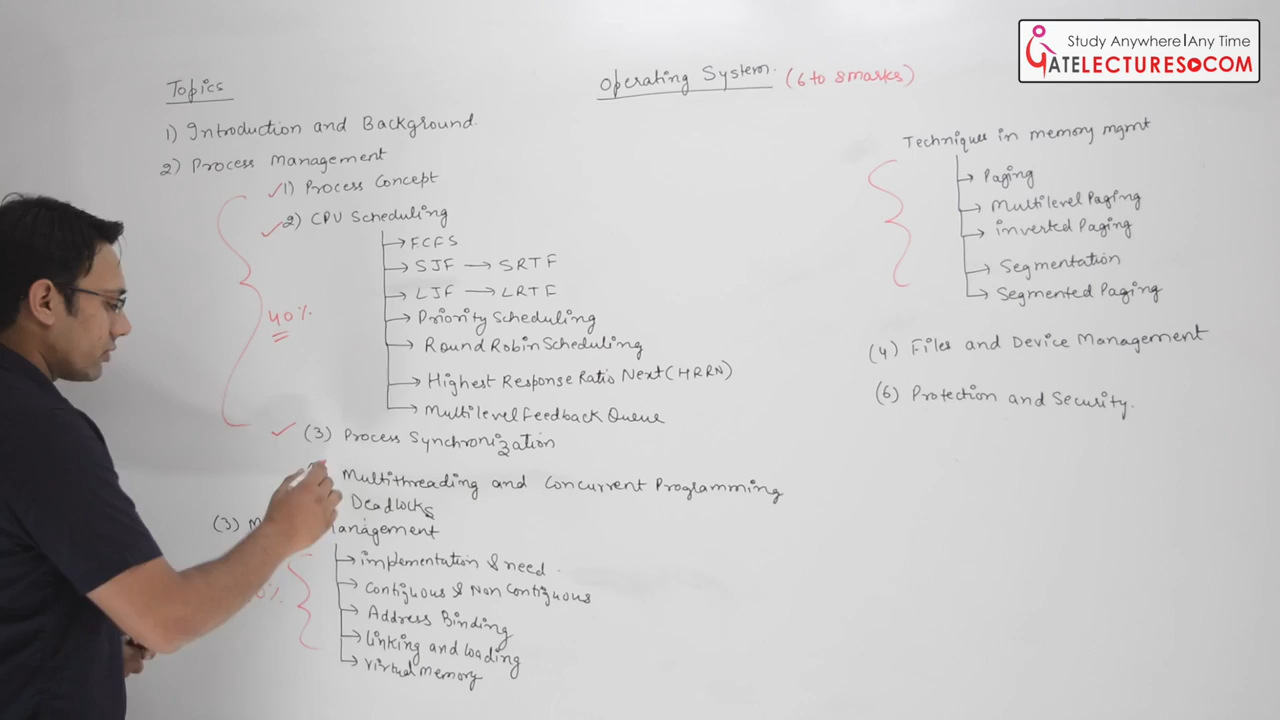 Study Anywhere|Any Time
GATELECTURES.COM
Operating System (6 to 8 marks)
Topics
1) Introduction and Background
2) Process Management
1) Process Concept
2) CPU Scheduling
FCFS
SJF → SRTF
LJF → LRTF
Priority Scheduling
Round Robin Scheduling
Highest Response Ratio Next (HRRN)
Multilevel Feedback Queue
40%
(3) Process Synchronization
Multithreading and Concurrent Programming
Deadlocks
(3)
implementation & need
Contiguous & Non Contiguous
Address Binding
linking and loading
virtual memory
Techniques in memory mgmt
Paging
Multilevel Paging
inverted Paging
Segmentation
Segmented Paging
(4) Files and Device Management
(6) Protection and Security.